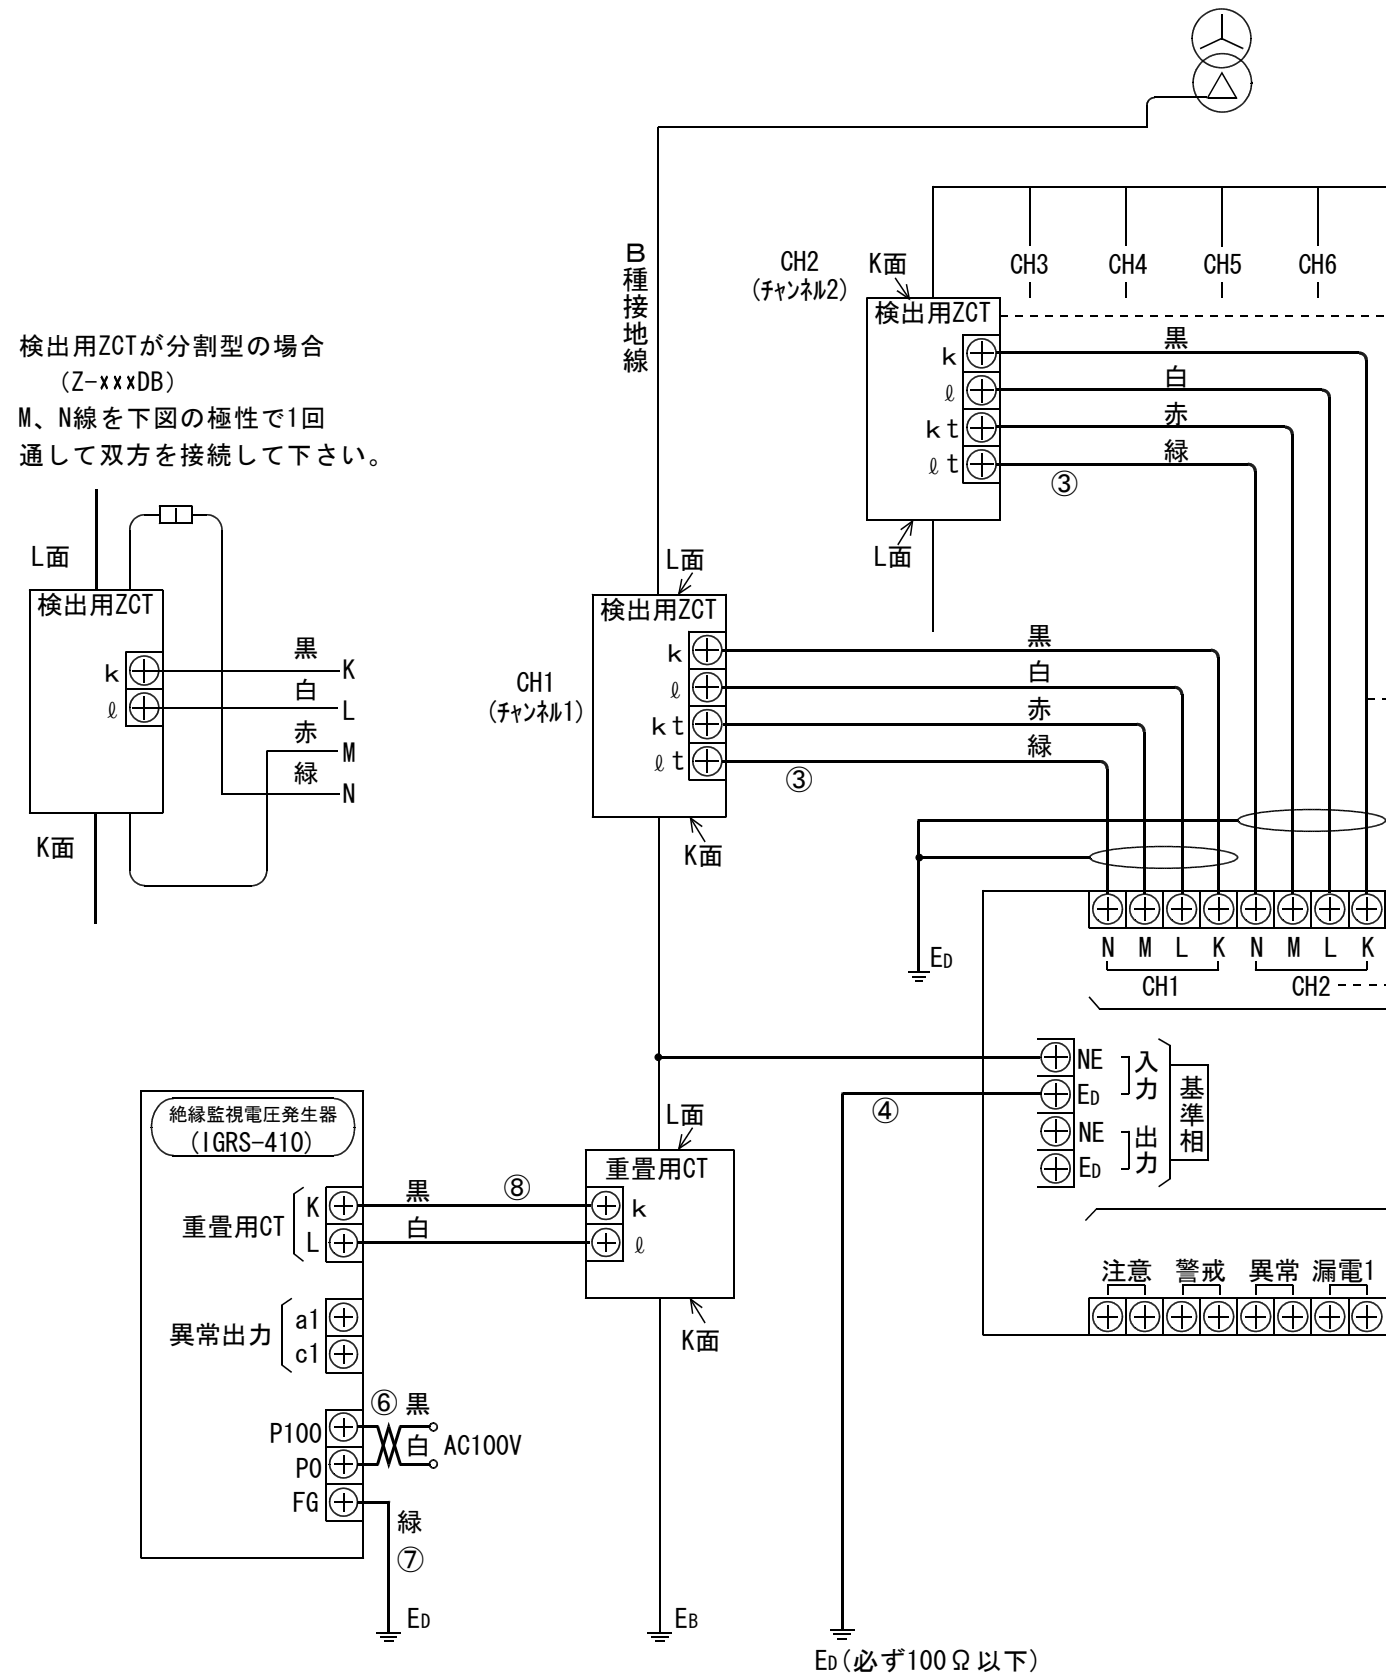 B種接地線
CH2
(チャンネル2)
K面
CH3
CH4
CH5
CH6
検出用ZCT
k
ℓ
kt
ℓt
黒
白
赤
緑
③
L面
検出用ZCTが分割型の場合
(Z-×××DB)
M、N線を下図の極性で1回
通して双方を接続して下さい。
L面
検出用ZCT
k
ℓ
黒
白
赤
緑
K
L
M
N
K面
L面
検出用ZCT
CH1
(チャンネル1)
k
ℓ
kt
ℓt
黒
白
赤
緑
③
K面
ED
N M L K N M L K
CH1
CH2
NE
ED
入力
NE
ED
出力
基準相
④
絶縁監視電圧発生器
(IGRS-410)
重畳用CT
K
L
黒
白
⑧
L面
重畳用CT
k
ℓ
K面
異常出力
a1
c1
注意 警戒 異常 漏電1
P100
P0
FG
⑥
黒
白
AC100V
緑
⑦
ED
EB
ED(必ず100Ω以下)